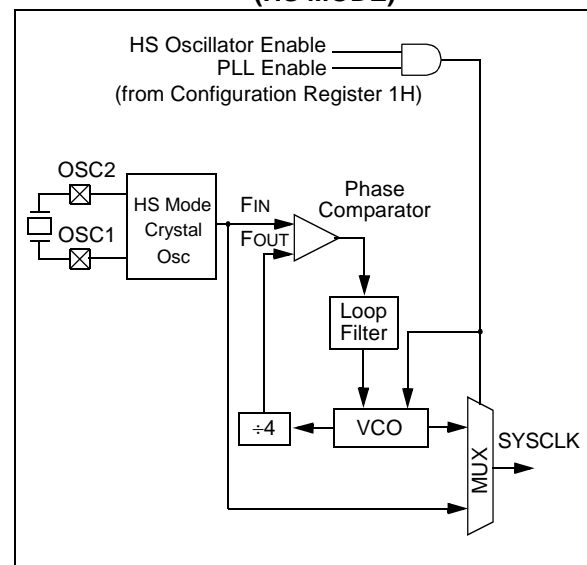 (HS MODE)
HS Oscillator Enable
PLL Enable
(from Configuration Register 1H)
OSC2
OSC1
HS Mode
Crystal
Osc
FIN
FOUT
Phase
Comparator
Loop
Filter
÷4
VCO
MUX
SYSCLK